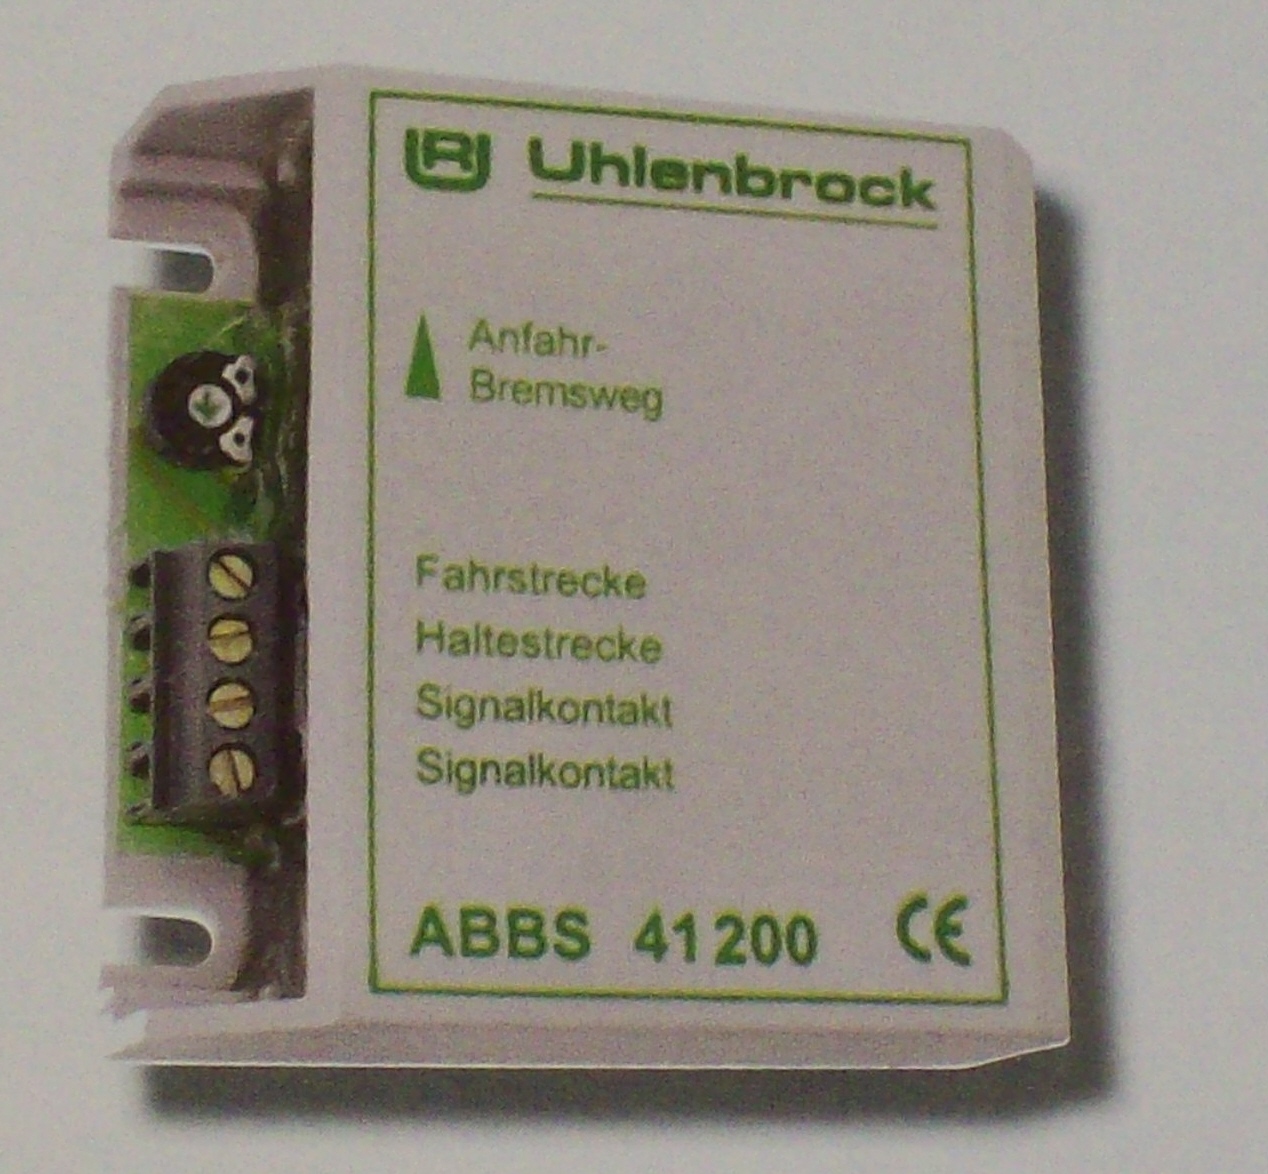 Uhlenbrock
Anfahr-
Bremsweg
Fahrstrecke
Haltestrecke
Signalkontakt
Signalkontakt
ABBS 41200 CE